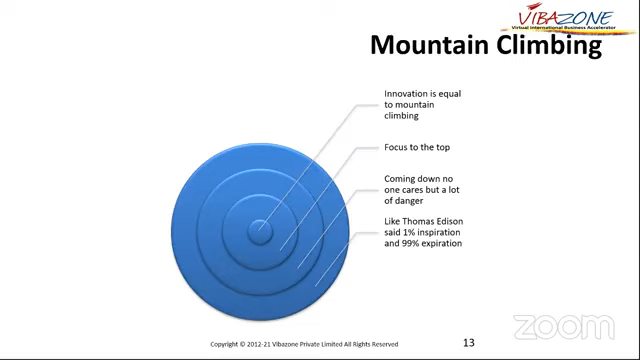 VIBAZONE
Virtual International Business Accelerator
Mountain Climbing
Innovation is equal
to mountain
climbing
Focus to the top
Coming down no
one cares but a lot
of danger
Like Thomas Edison
said 1% inspiration
and 99% expiration
zoom
Copyright © 2012-21 Vibazone Private Limited All Rights Reserved
13